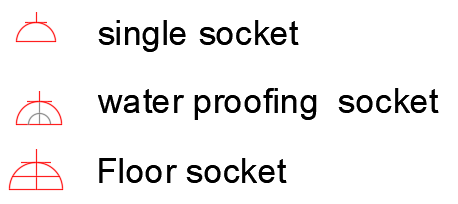 single socket
water proofing  socket
Floor socket